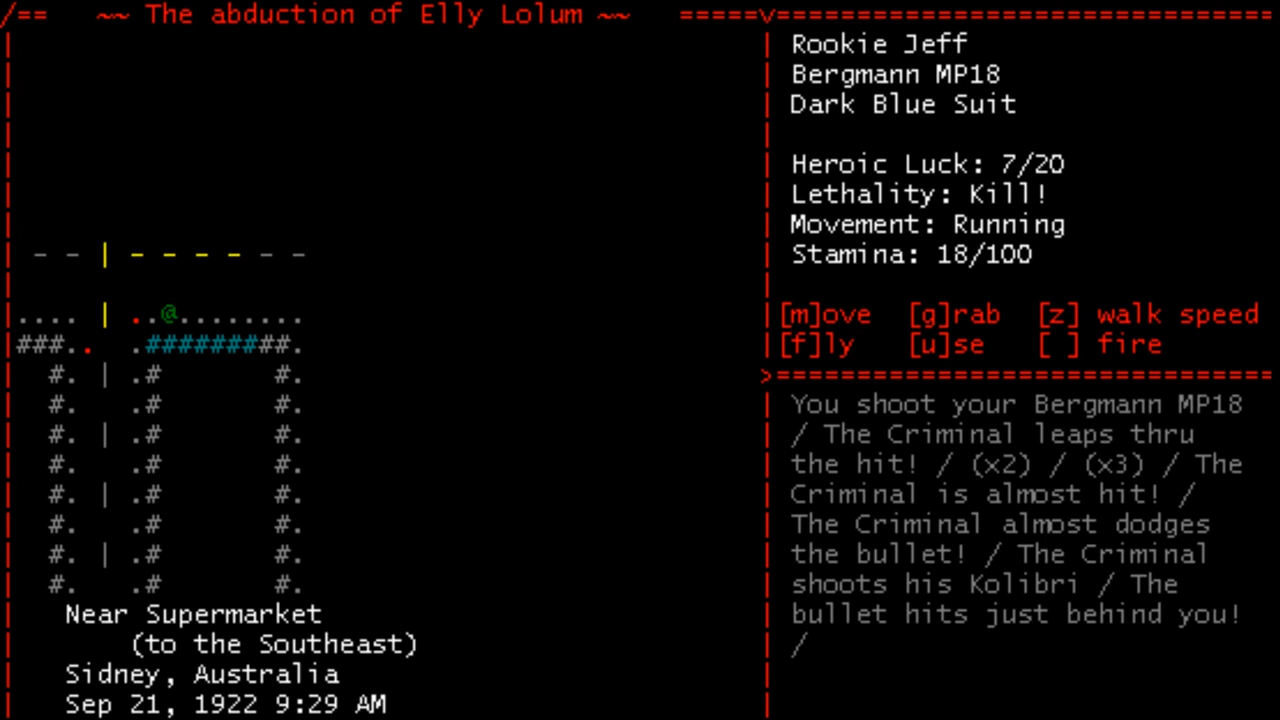 /==   ~~ The abduction of Elly Lolum ~~   =====v===============================
Rookie Jeff
Bergmann MP18
Dark Blue Suit
Heroic Luck: 7/20
Lethality: Kill!
Movement: Running
Stamina: 18/100
- - | - - - - - -
.... | ..@........
###.. .#########.
[m]ove [g]rab [z] walk speed
[f]ly [u]se [ ] fire
#. | .# #.
#. .# #.
#. | .# #.
#. .# #.
#. | .# #.
#. .# #.
#. | .# #.
#. .# #.
Near Supermarket
(to the Southeast)
Sidney, Australia
Sep 21, 1922 9:29 AM
>===============================
You shoot your Bergmann MP18
/ The Criminal leaps thru
the hit! / (x2) / (x3) / The
Criminal is almost hit! /
The Criminal almost dodges
the bullet! / The Criminal
shoots his Kolibri / The
bullet hits just behind you!
/